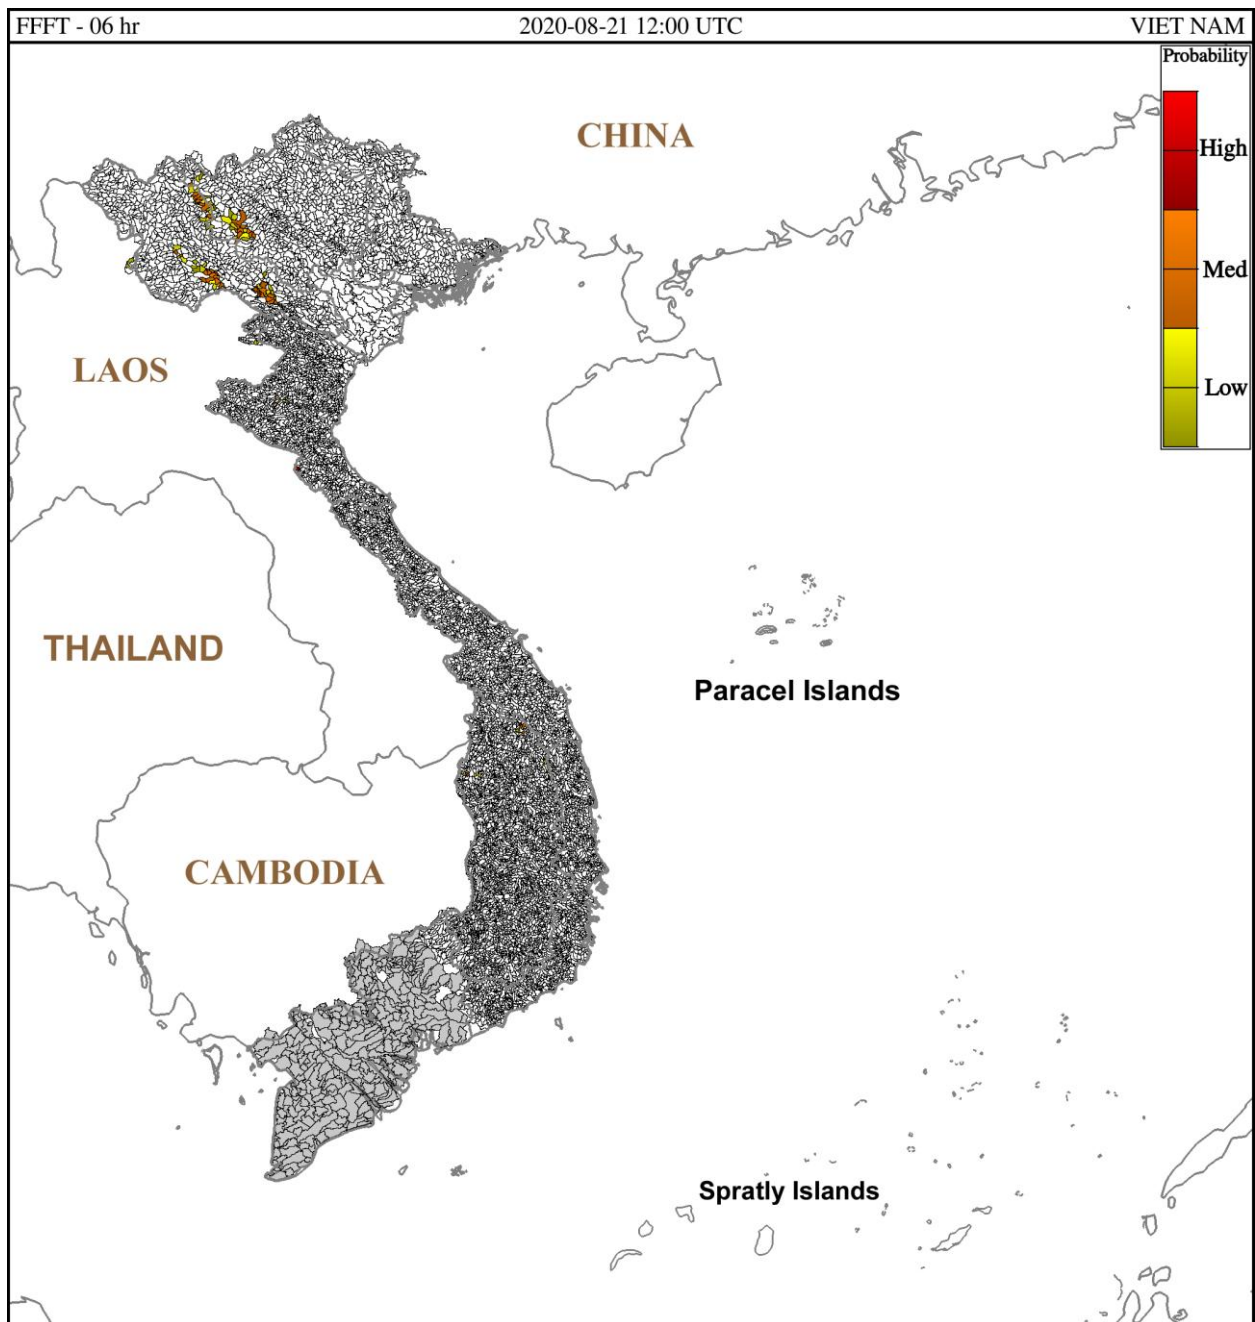 FFFT - 06 hr
2020-08-21 12:00 UTC
VIET NAM
Probability
High
Med
Low
CHINA
LAOS
THAILAND
Paracel Islands
CAMBODIA
Spratly Islands